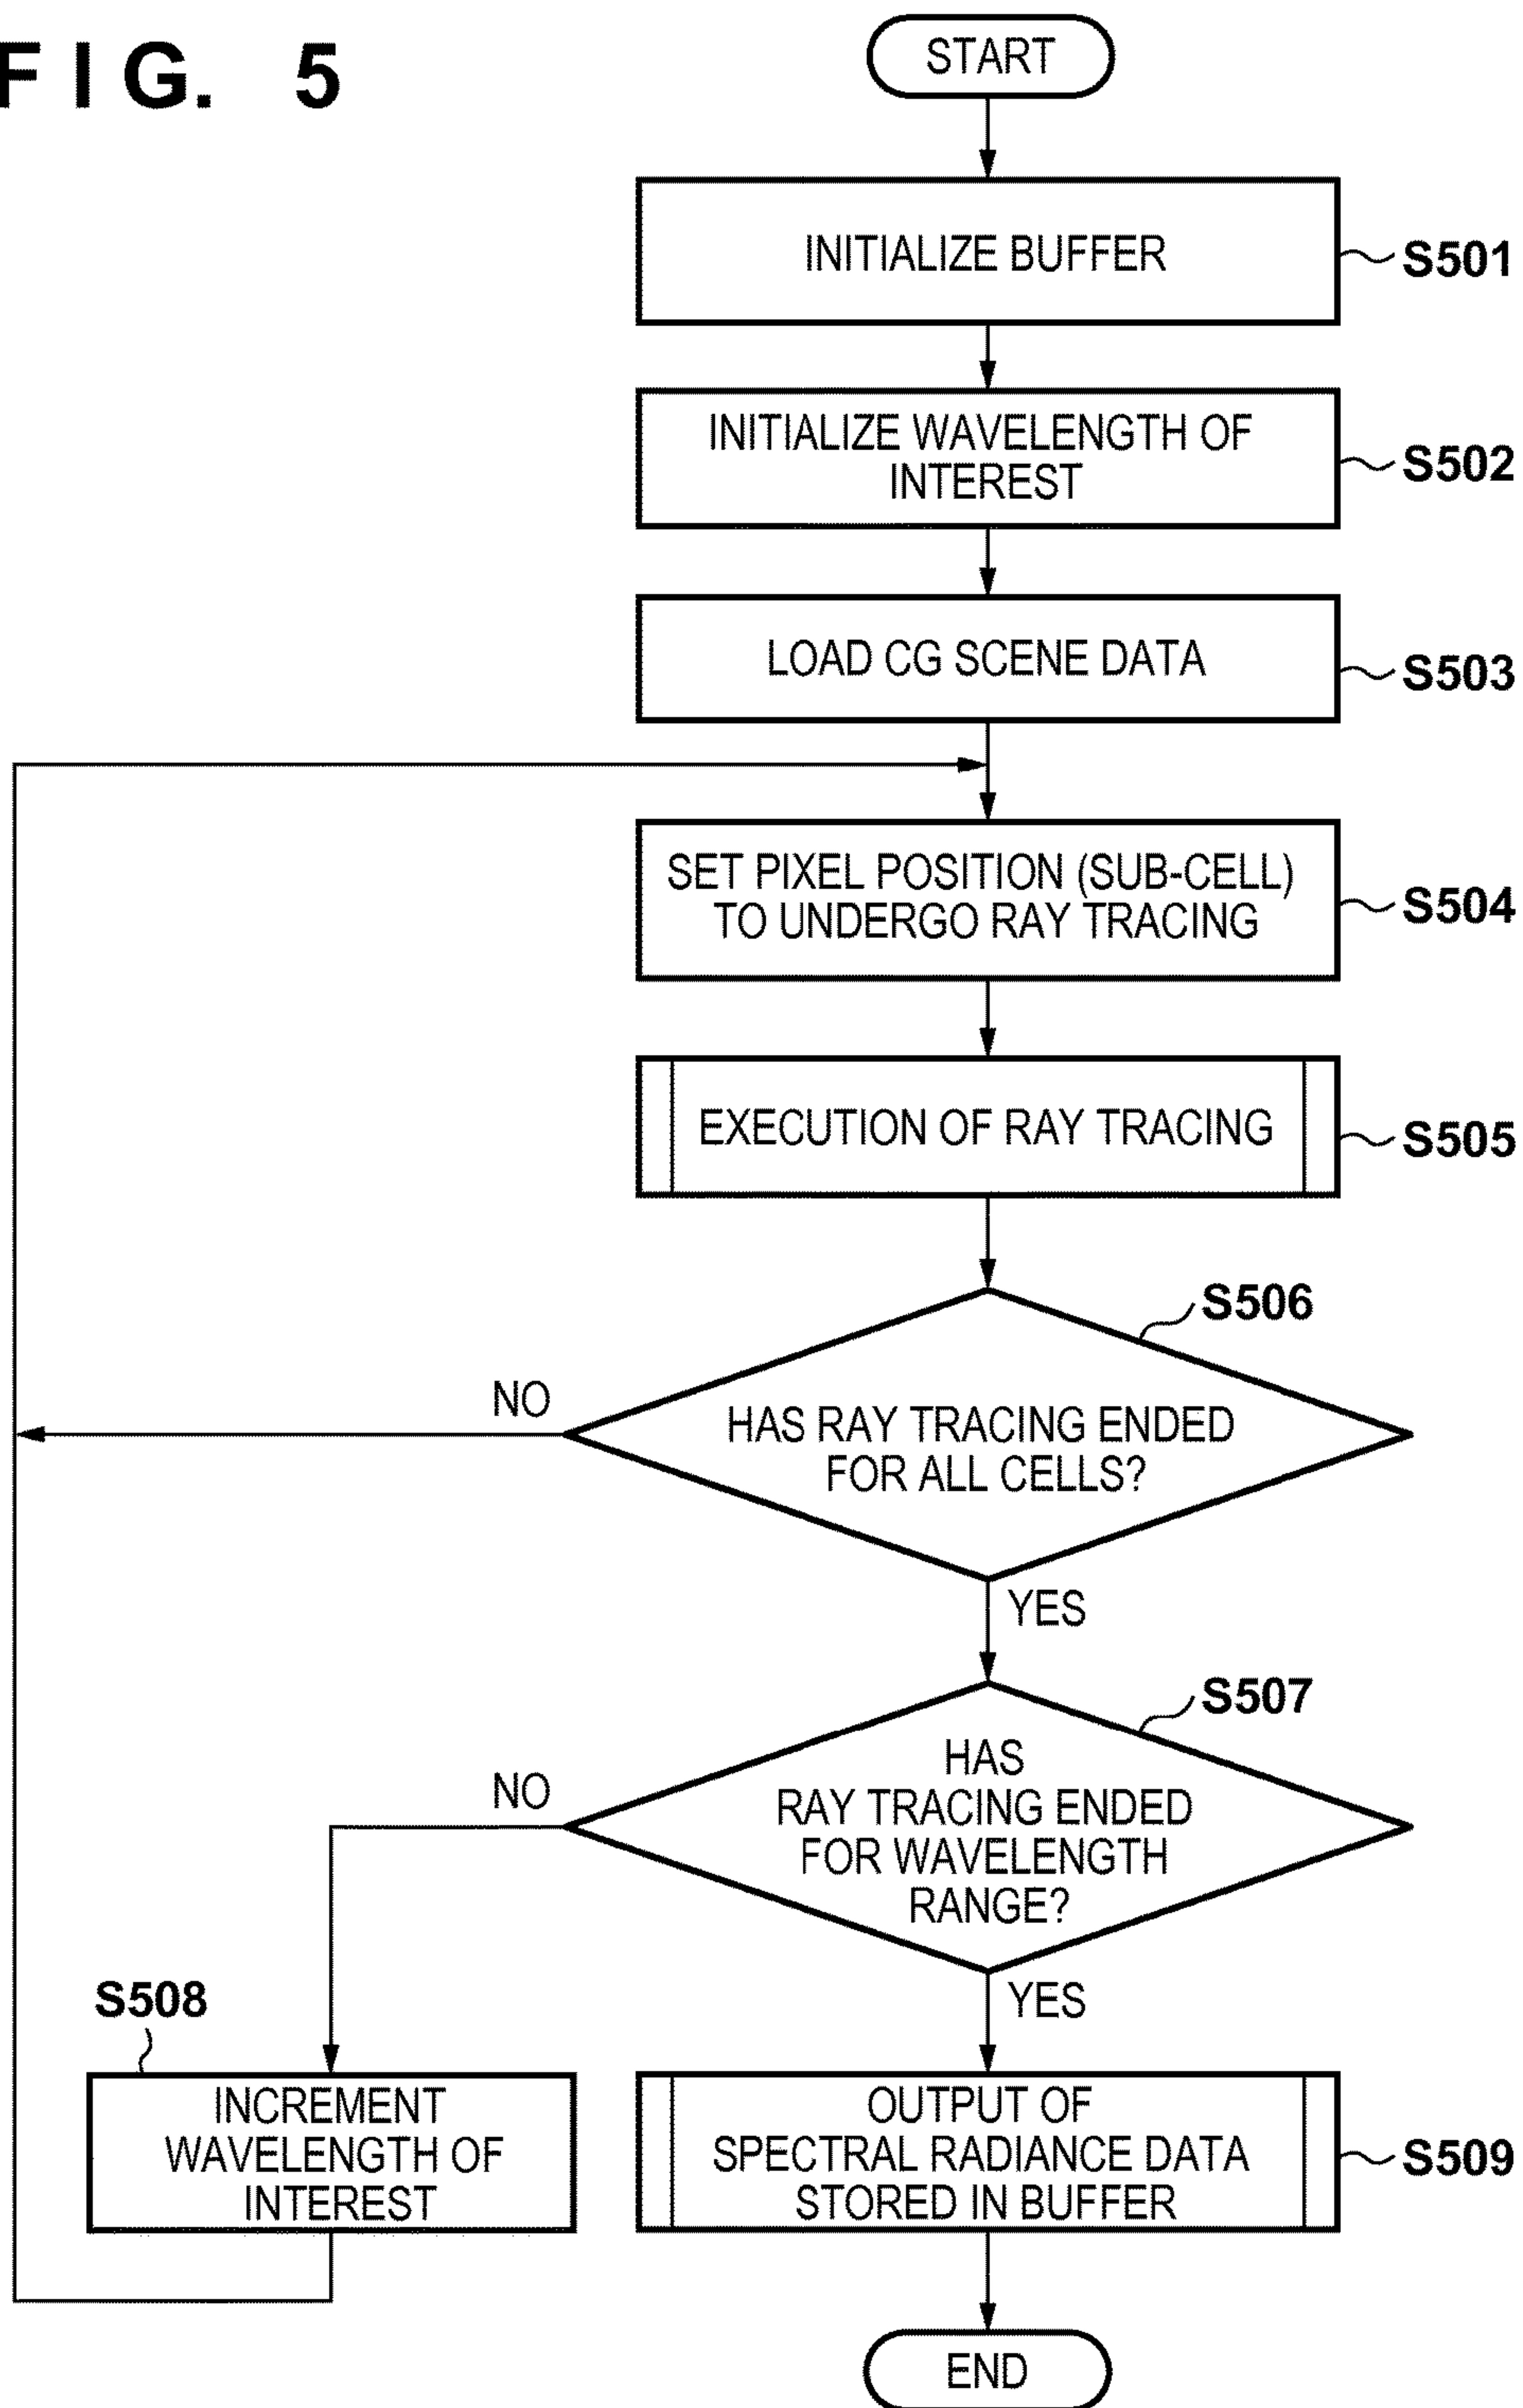 FIG. 5
START
INITIALIZE BUFFER
S501
INITIALIZE WAVELENGTH OF
INTEREST
S502
LOAD CG SCENE DATA
S503
SET PIXEL POSITION (SUB-CELL)
TO UNDERGO RAY TRACING
S504
EXECUTION OF RAY TRACING
S505
S506
NO
HAS RAY TRACING ENDED
FOR ALL CELLS?
YES
S507
NO
HAS
RAY TRACING ENDED
FOR WAVELENGTH
RANGE?
YES
S508
INCREMENT
WAVELENGTH OF
INTEREST
OUTPUT OF
SPECTRAL RADIANCE DATA
STORED IN BUFFER
S509
END